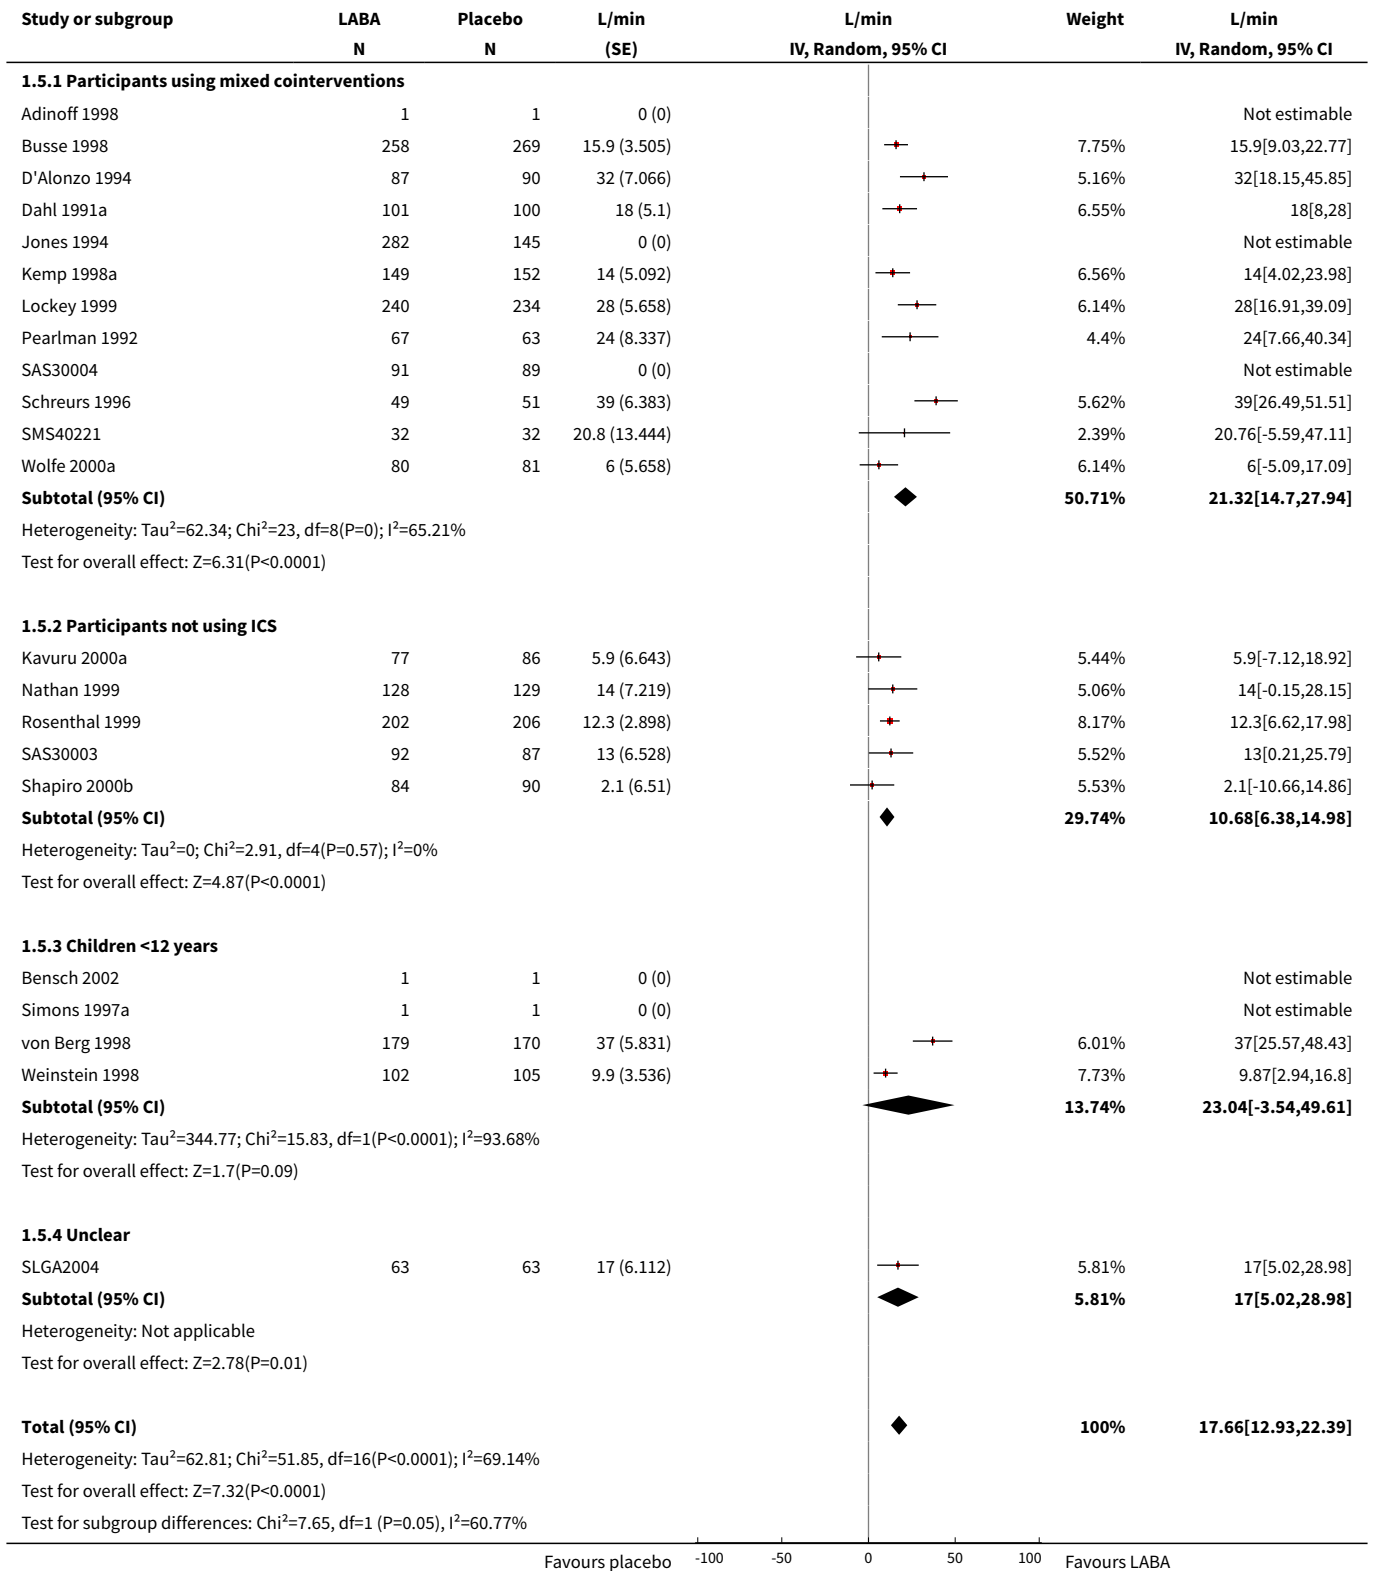 Study or subgroup LABA Placebo L/min L/min Weight L/min
N N (SE) IV, Random, 95% CI IV, Random, 95% CI
1.5.1 Participants using mixed cointerventions
Adinoff 1998 1 1 0 (0) Not estimable
Busse 1998 258 269 15.9 (3.505) 7.75% 15.9[9.03,22.77]
D'Alonzo 1994 87 90 32 (7.066) 5.16% 32[18.15,45.85]
Dahl 1991a 101 100 18 (5.1) 6.55% 18[8,28]
Jones 1994 282 145 0 (0) Not estimable
Kemp 1998a 149 152 14 (5.092) 6.56% 14[4.02,23.98]
Lockey 1999 240 234 28 (5.658) 6.14% 28[16.91,39.09]
Pearlman 1992 67 63 24 (8.337) 4.4% 24[7.66,40.34]
SAS30004 91 89 0 (0) Not estimable
Schreurs 1996 49 51 39 (6.383) 5.62% 39[26.49,51.51]
SMS40221 32 32 20.8 (13.444) 2.39% 20.76[-5.59,47.11]
Wolfe 2000a 80 81 6 (5.658) 6.14% 6[-5.09,17.09]
Subtotal (95% CI) 50.71% 21.32[14.7,27.94]
Heterogeneity: Tau²=62.34; Chi²=23, df=8(P=0); I²=65.21%
Test for overall effect: Z=6.31(P<0.0001)
1.5.2 Participants not using ICS
Kavuru 2000a 77 86 5.9 (6.643) 5.44% 5.9[-7.12,18.92]
Nathan 1999 128 129 14 (7.219) 5.06% 14[-0.15,28.15]
Rosenthal 1999 202 206 12.3 (2.898) 8.17% 12.3[6.62,17.98]
SAS30003 92 87 13 (6.528) 5.52% 13[0.21,25.79]
Shapiro 2000b 84 90 2.1 (6.51) 5.53% 2.1[-10.66,14.86]
Subtotal (95% CI) 29.74% 10.68[6.38,14.98]
Heterogeneity: Tau²=0; Chi²=2.91, df=4(P=0.57); I²=0%
Test for overall effect: Z=4.87(P<0.0001)
1.5.3 Children <12 years
Bensch 2002 1 1 0 (0) Not estimable
Simons 1997a 1 1 0 (0) Not estimable
von Berg 1998 179 170 37 (5.831) 6.01% 37[25.57,48.43]
Weinstein 1998 102 105 9.9 (3.536) 7.73% 9.87[2.94,16.8]
Subtotal (95% CI) 13.74% 23.04[-3.54,49.61]
Heterogeneity: Tau²=344.77; Chi²=15.83, df=1(P<0.0001); I²=93.68%
Test for overall effect: Z=1.7(P=0.09)
1.5.4 Unclear
SLGA2004 63 63 17 (6.112) 5.81% 17[5.02,28.98]
Subtotal (95% CI) 5.81% 17[5.02,28.98]
Heterogeneity: Not applicable
Test for overall effect: Z=2.78(P=0.01)
Total (95% CI) 100% 17.66[12.93,22.39]
Heterogeneity: Tau²=62.81; Chi²=51.85, df=16(P<0.0001); I²=69.14%
Test for overall effect: Z=7.32(P<0.0001)
Test for subgroup differences: Chi²=7.65, df=1 (P=0.05), I²=60.77%
Favours placebo -100 -50 0 50 100 Favours LABA